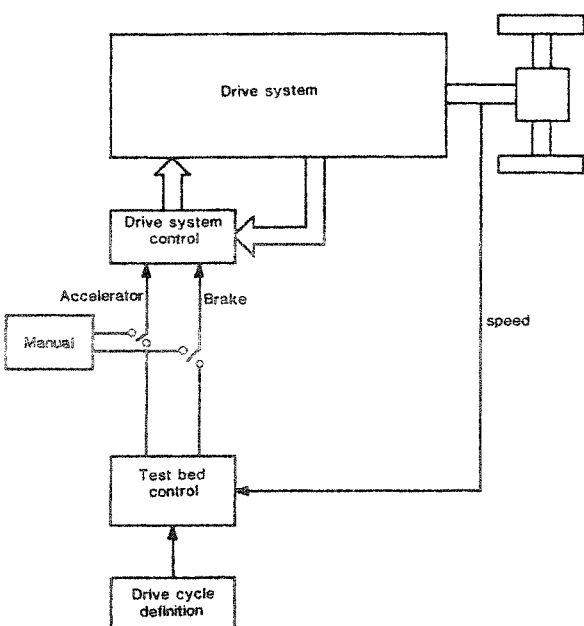 Drive system
Drive system
control
Accelerator
Brake
Manual
speed
Test bed
control
Drive cycle
definition